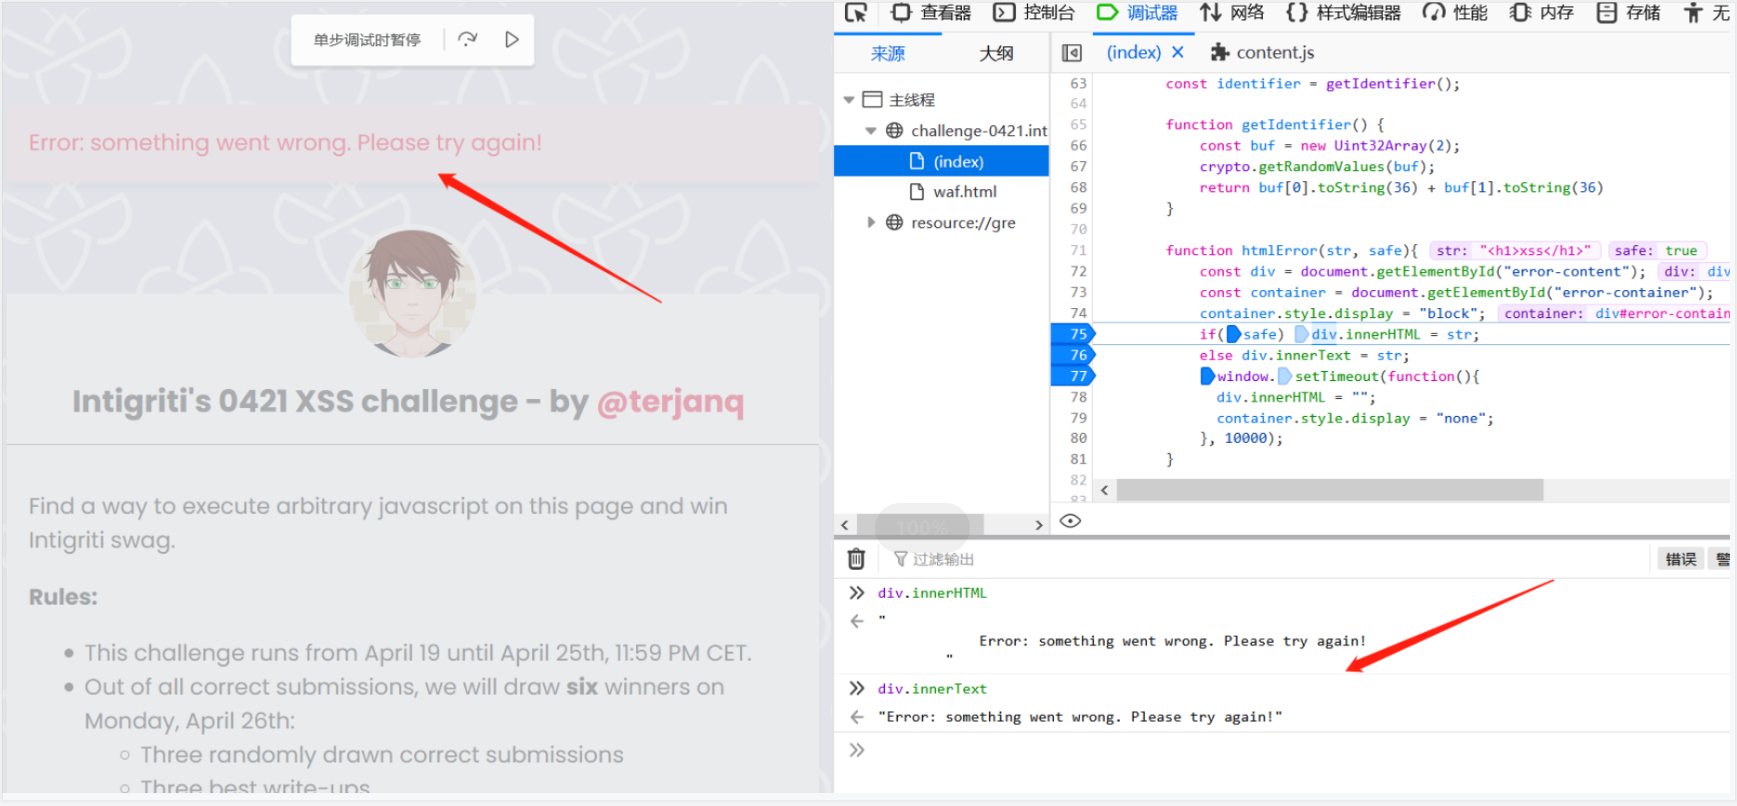 单步调试时暂停
Error: something went wrong. Please try again!
Intigriti's 0421 XSS challenge - by @terjanq
Find a way to execute arbitrary javascript on this page and win
Intigriti swag.
Rules:
This challenge runs from April 19 until April 25th, 11:59 PM CET.
Out of all correct submissions, we will draw six winners on
Monday, April 26th:
Three randomly drawn correct submissions
Three best write-ups
查看器 控制台 调试器 网络 样式编辑器 性能 内存 存储 无
来源 大纲
(index) content.js
主线程
challenge-0421.int
(index)
waf.html
resource://gre
100%
63 const identifier = getIdentifier();
64
65 function getIdentifier() {
66 const buf = new Uint32Array(2);
67 crypto.getRandomValues(buf);
68 return buf[0].toString(36) + buf[1].toString(36)
69 }
70
71 function htmlError(str, safe){ str: "<h1>xss</h1>" safe: true
72 const div = document.getElementById("error-content"); div: div
73 const container = document.getElementById("error-container");
74 container.style.display = "block"; container: div#error-contain
75 if(safe) div.innerHTML = str;
76 else div.innerText = str;
77 window.setTimeout(function(){
78 div.innerHTML = "";
79 container.style.display = "none";
80 }, 10000);
81 }
82
83
过滤输出 错误 警
div.innerHTML
"
Error: something went wrong. Please try again!
"
div.innerText
"Error: something went wrong. Please try again!"